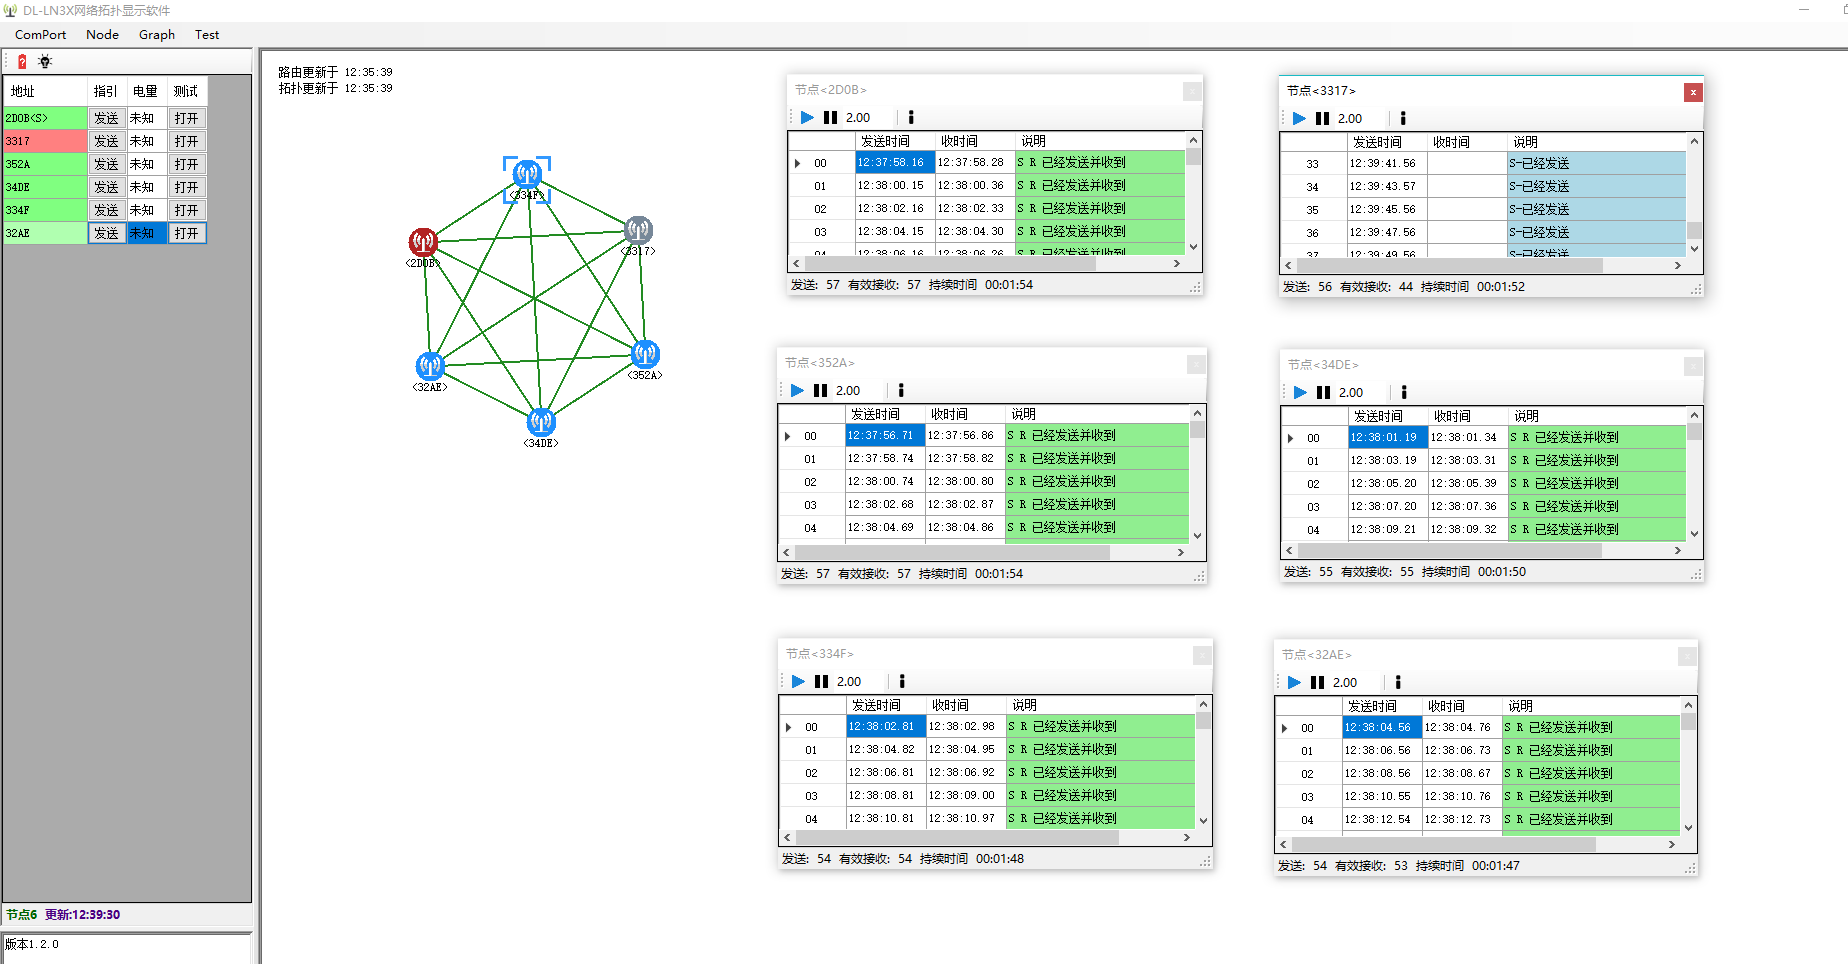 DL-LN3X网络拓扑显示软件
ComPort Node Graph Test
地址 指引 电量 测试
2D0B<S> 发送 未知 打开
3317 发送 未知 打开
352A 发送 未知 打开
34DE 发送 未知 打开
334F 发送 未知 打开
32AE 发送 未知 打开
节点6 更新:12:39:30
版本1.2.0
路由更新于 12:35:39
拓扑更新于 12:35:39
<334F>
<3317>
<2D0B>
<352A>
<32AE>
<34DE>
节点<2D0B>
2.00
发送时间 收时间 说明
00 12:37:58.16 12:37:58.28 S R 已经发送并收到
01 12:38:00.15 12:38:00.36 S R 已经发送并收到
02 12:38:02.16 12:38:02.33 S R 已经发送并收到
03 12:38:04.15 12:38:04.30 S R 已经发送并收到
04 12:38:06.16 12:38:06.26 S R 已经发送并收到
发送: 57 有效接收: 57 持续时间 00:01:54
节点<3317>
x
2.00
发送时间 收时间 说明
33 12:39:41.56 S-已经发送
34 12:39:43.57 S-已经发送
35 12:39:45.56 S-已经发送
36 12:39:47.56 S-已经发送
37 12:39:49.56 S-已经发送
发送: 56 有效接收: 44 持续时间 00:01:52
节点<352A>
2.00
发送时间 收时间 说明
00 12:37:56.71 12:37:56.86 S R 已经发送并收到
01 12:37:58.74 12:37:58.82 S R 已经发送并收到
02 12:38:00.74 12:38:00.80 S R 已经发送并收到
03 12:38:02.68 12:38:02.87 S R 已经发送并收到
04 12:38:04.69 12:38:04.86 S R 已经发送并收到
发送: 57 有效接收: 57 持续时间 00:01:54
节点<34DE>
2.00
发送时间 收时间 说明
00 12:38:01.19 12:38:01.34 S R 已经发送并收到
01 12:38:03.19 12:38:03.31 S R 已经发送并收到
02 12:38:05.20 12:38:05.39 S R 已经发送并收到
03 12:38:07.20 12:38:07.36 S R 已经发送并收到
04 12:38:09.21 12:38:09.32 S R 已经发送并收到
发送: 55 有效接收: 55 持续时间 00:01:50
节点<334F>
2.00
发送时间 收时间 说明
00 12:38:02.81 12:38:02.98 S R 已经发送并收到
01 12:38:04.82 12:38:04.95 S R 已经发送并收到
02 12:38:06.81 12:38:06.92 S R 已经发送并收到
03 12:38:08.81 12:38:09.00 S R 已经发送并收到
04 12:38:10.81 12:38:10.97 S R 已经发送并收到
发送: 54 有效接收: 54 持续时间 00:01:48
节点<32AE>
2.00
发送时间 收时间 说明
00 12:38:04.56 12:38:04.76 S R 已经发送并收到
01 12:38:06.56 12:38:06.73 S R 已经发送并收到
02 12:38:08.56 12:38:08.67 S R 已经发送并收到
03 12:38:10.55 12:38:10.76 S R 已经发送并收到
04 12:38:12.54 12:38:12.73 S R 已经发送并收到
发送: 54 有效接收: 53 持续时间 00:01:47